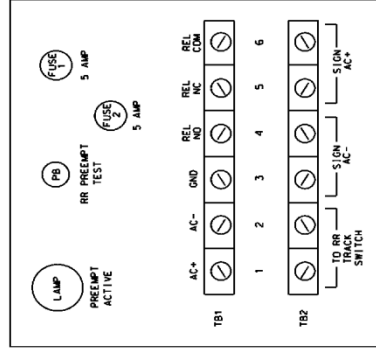 LAMP
PREEMPT
ACTIVE
PB
RR PREEMPT
TEST
FUSE
2
5 AMP
FUSE
1
5 AMP
AC+
AC-
GND
REL
NO
REL
NC
REL
COM
TB1
1
2
3
4
5
6
TB2
TO RR
TRACK
SWITCH
SIGN
AC-
SIGN
AC+